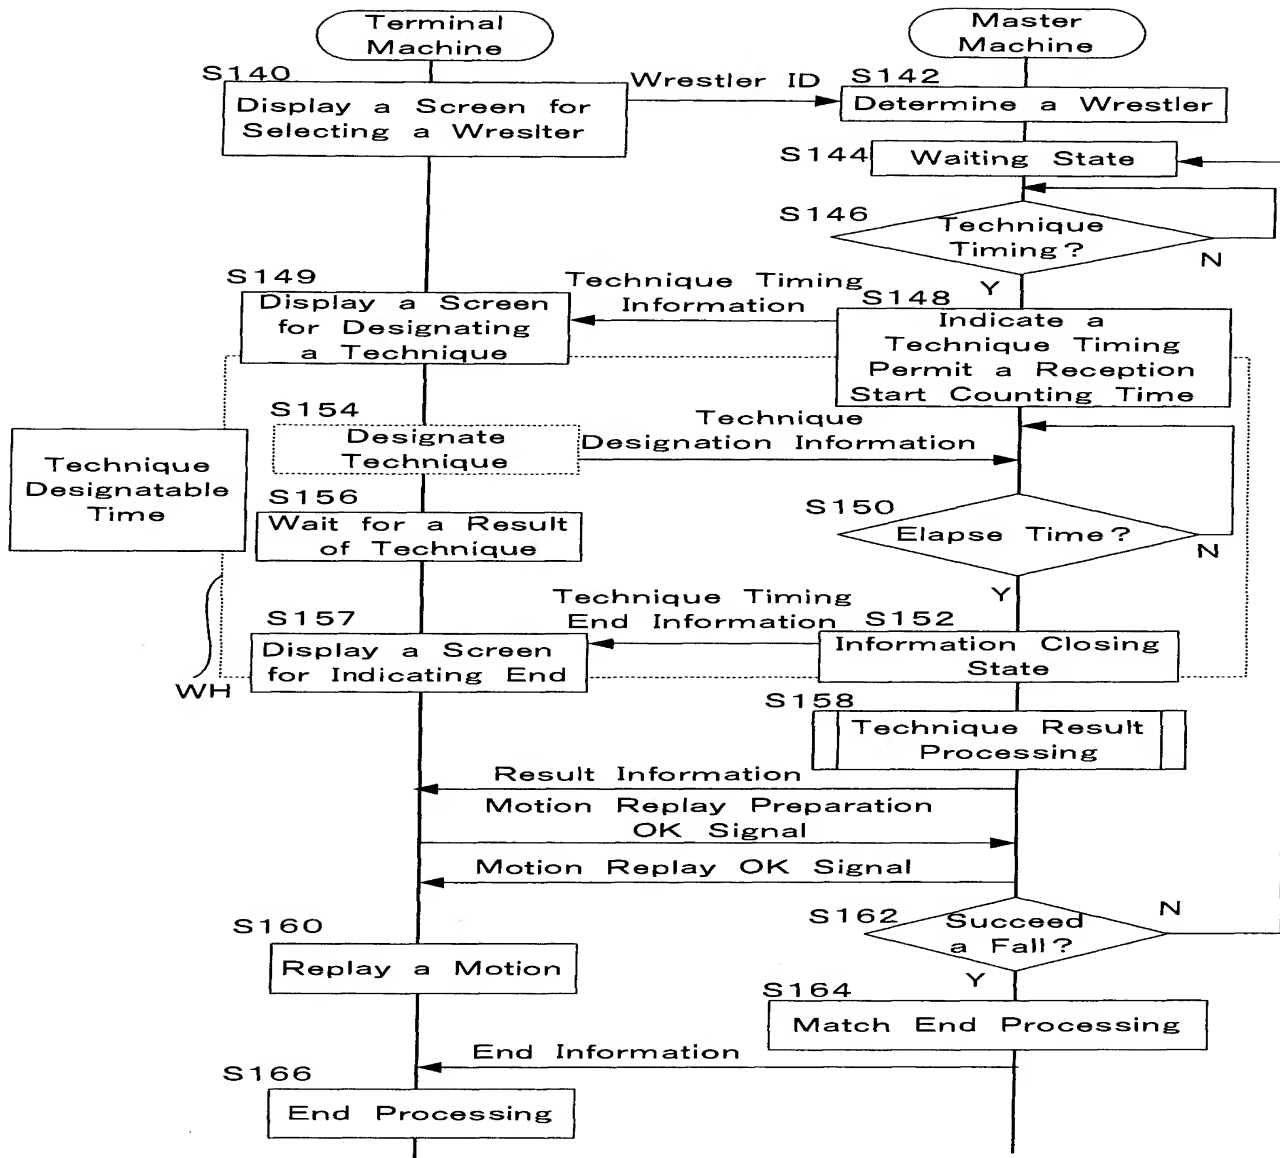 Terminal
Machine
Master
Machine
S140
Display a Screen for
Selecting a Wreslter
Wrestler ID
S142
Determine a Wrestler
S144
Waiting State
S146
Technique
Timing?
N
Y
S149
Display a Screen
for Designating
a Technique
Technique Timing
Information
S148
Indicate a
Technique Timing
Permit a Reception
Start Counting Time
S154
Designate
Technique
Technique
Designation Information
Technique
Designatable
Time
S156
Wait for a Result
of Technique
S150
Elapse Time?
N
Y
S157
Display a Screen
for Indicating End
Technique Timing
End Information
S152
Information Closing
State
WH
S158
Technique Result
Processing
Result Information
Motion Replay Preparation
OK Signal
Motion Replay OK Signal
S162
Succeed
a Fall?
N
Y
S160
Replay a Motion
S164
Match End Processing
End Information
S166
End Processing